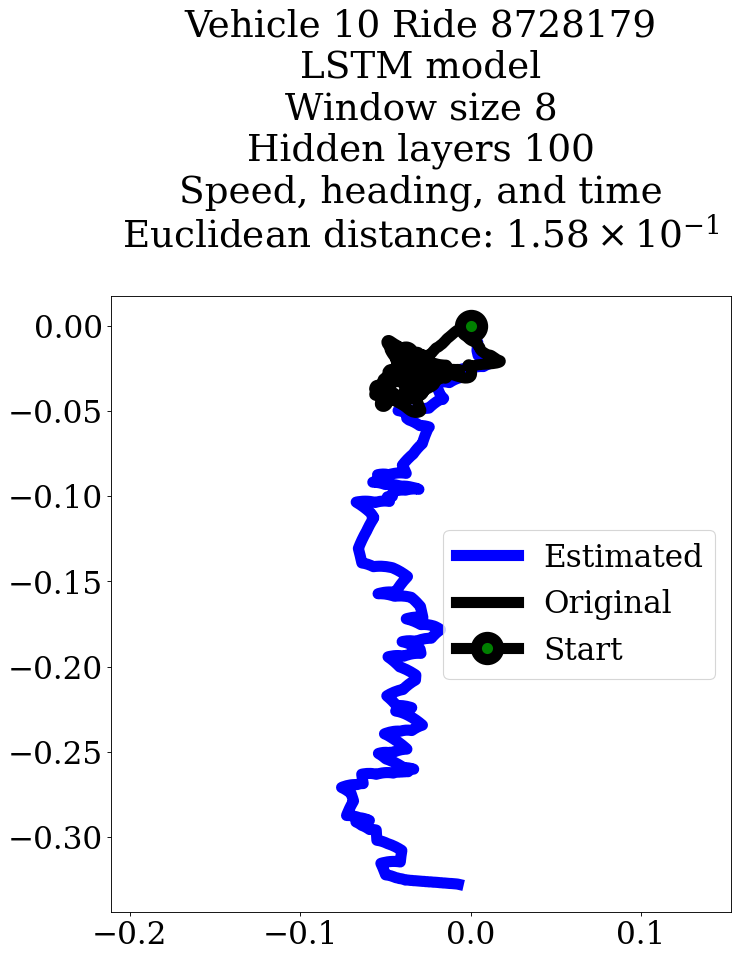 Vehicle 10 Ride 8728179
LSTM model
Window size 8
Hidden layers 100
Speed, heading, and time
Euclidean distance: 1.58 × 10⁻¹
0.00
−0.05
−0.10
−0.15
−0.20
−0.25
−0.30
Estimated
Original
Start
−0.2 −0.1 0.0 0.1